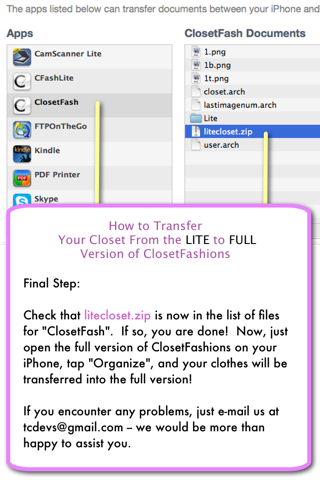 The apps listed below can transfer documents between your iPhone and
Apps
CamScanner Lite
CFashLite
ClosetFash
FTPOnTheGo
Kindle
PDF Printer
Skype
ClosetFash Documents
1.png
1b.png
1t.png
closet.arch
lastimagenum.arch
Lite
litecloset.zip
user.arch
How to Transfer
Your Closet From the LITE to FULL
Version of ClosetFashions
Final Step:
Check that litecloset.zip is now in the list of files
for "ClosetFash". If so, you are done! Now, just
open the full version of ClosetFashions on your
iPhone, tap "Organize", and your clothes will be
transferred into the full version!
If you encounter any problems, just e-mail us at
tcdevs@gmail.com – we would be more than
happy to assist you.